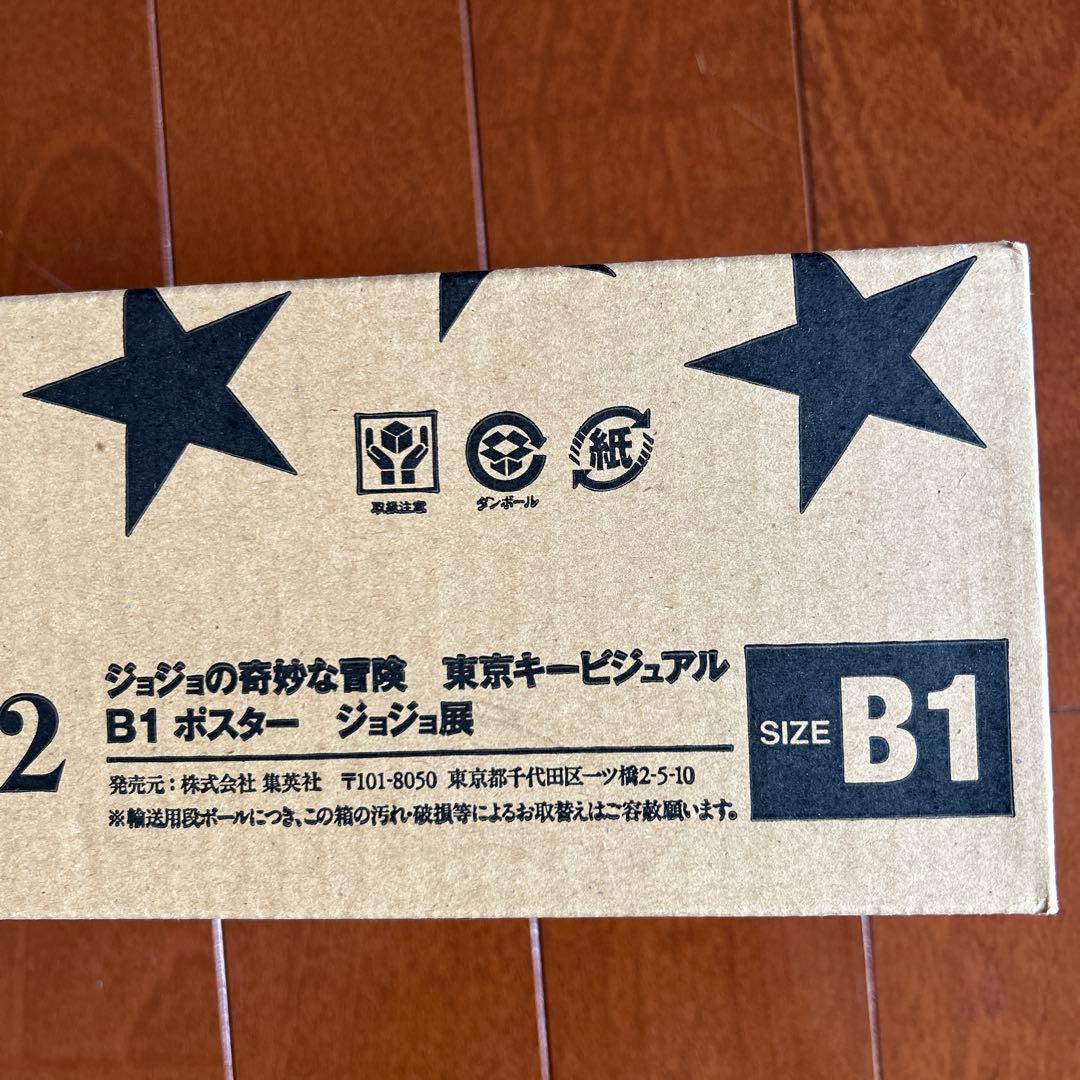 取扱注意
ダンボール
紙
2
ジョジョの奇妙な冒険 東京キービジュアル
B1 ポスター ジョジョ展
発売元：株式会社 集英社 〒101-8050 東京都千代田区一ツ橋2-5-10
※輸送用段ボールにつき、この箱の汚れ・破損等によるお取替えはご容赦願います。
SIZE B1